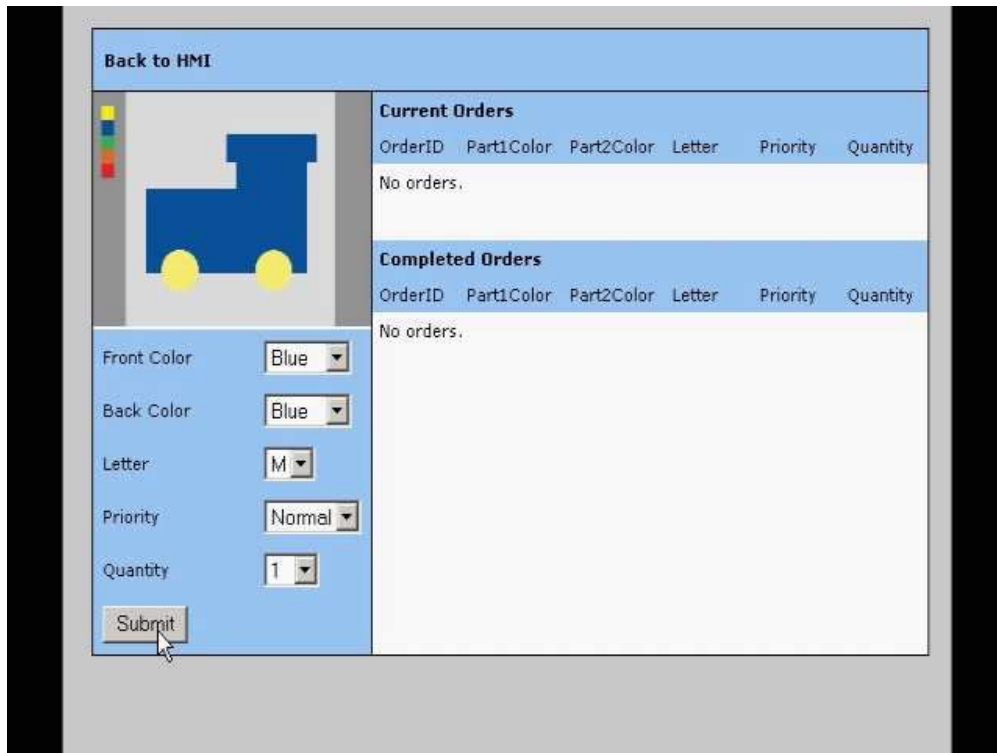 Back to HMI
Current Orders
OrderID Part1Color Part2Color Letter Priority Quantity
No orders.
Completed Orders
OrderID Part1Color Part2Color Letter Priority Quantity
No orders.
Front Color Blue
Back Color Blue
Letter M
Priority Normal
Quantity 1
Submit